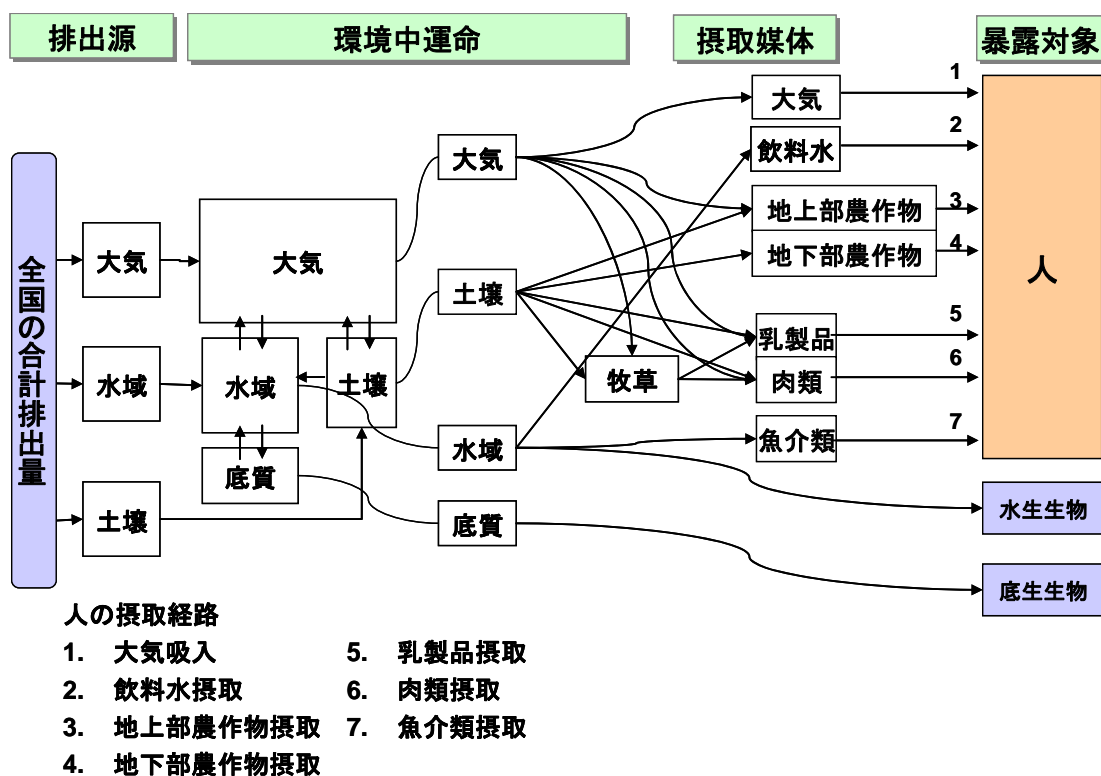 排出源
環境中運命
摂取媒体
暴露対象
全国の合計排出量
大気
水域
土壌
大気
水域
土壌
底質
大気
土壌
水域
底質
牧草
大気
飲料水
地上部農作物
地下部農作物
乳製品
肉類
魚介類
1
2
3
4
5
6
7
人
水生生物
底生生物
人の摂取経路
1. 大気吸入
2. 飲料水摂取
3. 地上部農作物摂取
4. 地下部農作物摂取
5. 乳製品摂取
6. 肉類摂取
7. 魚介類摂取